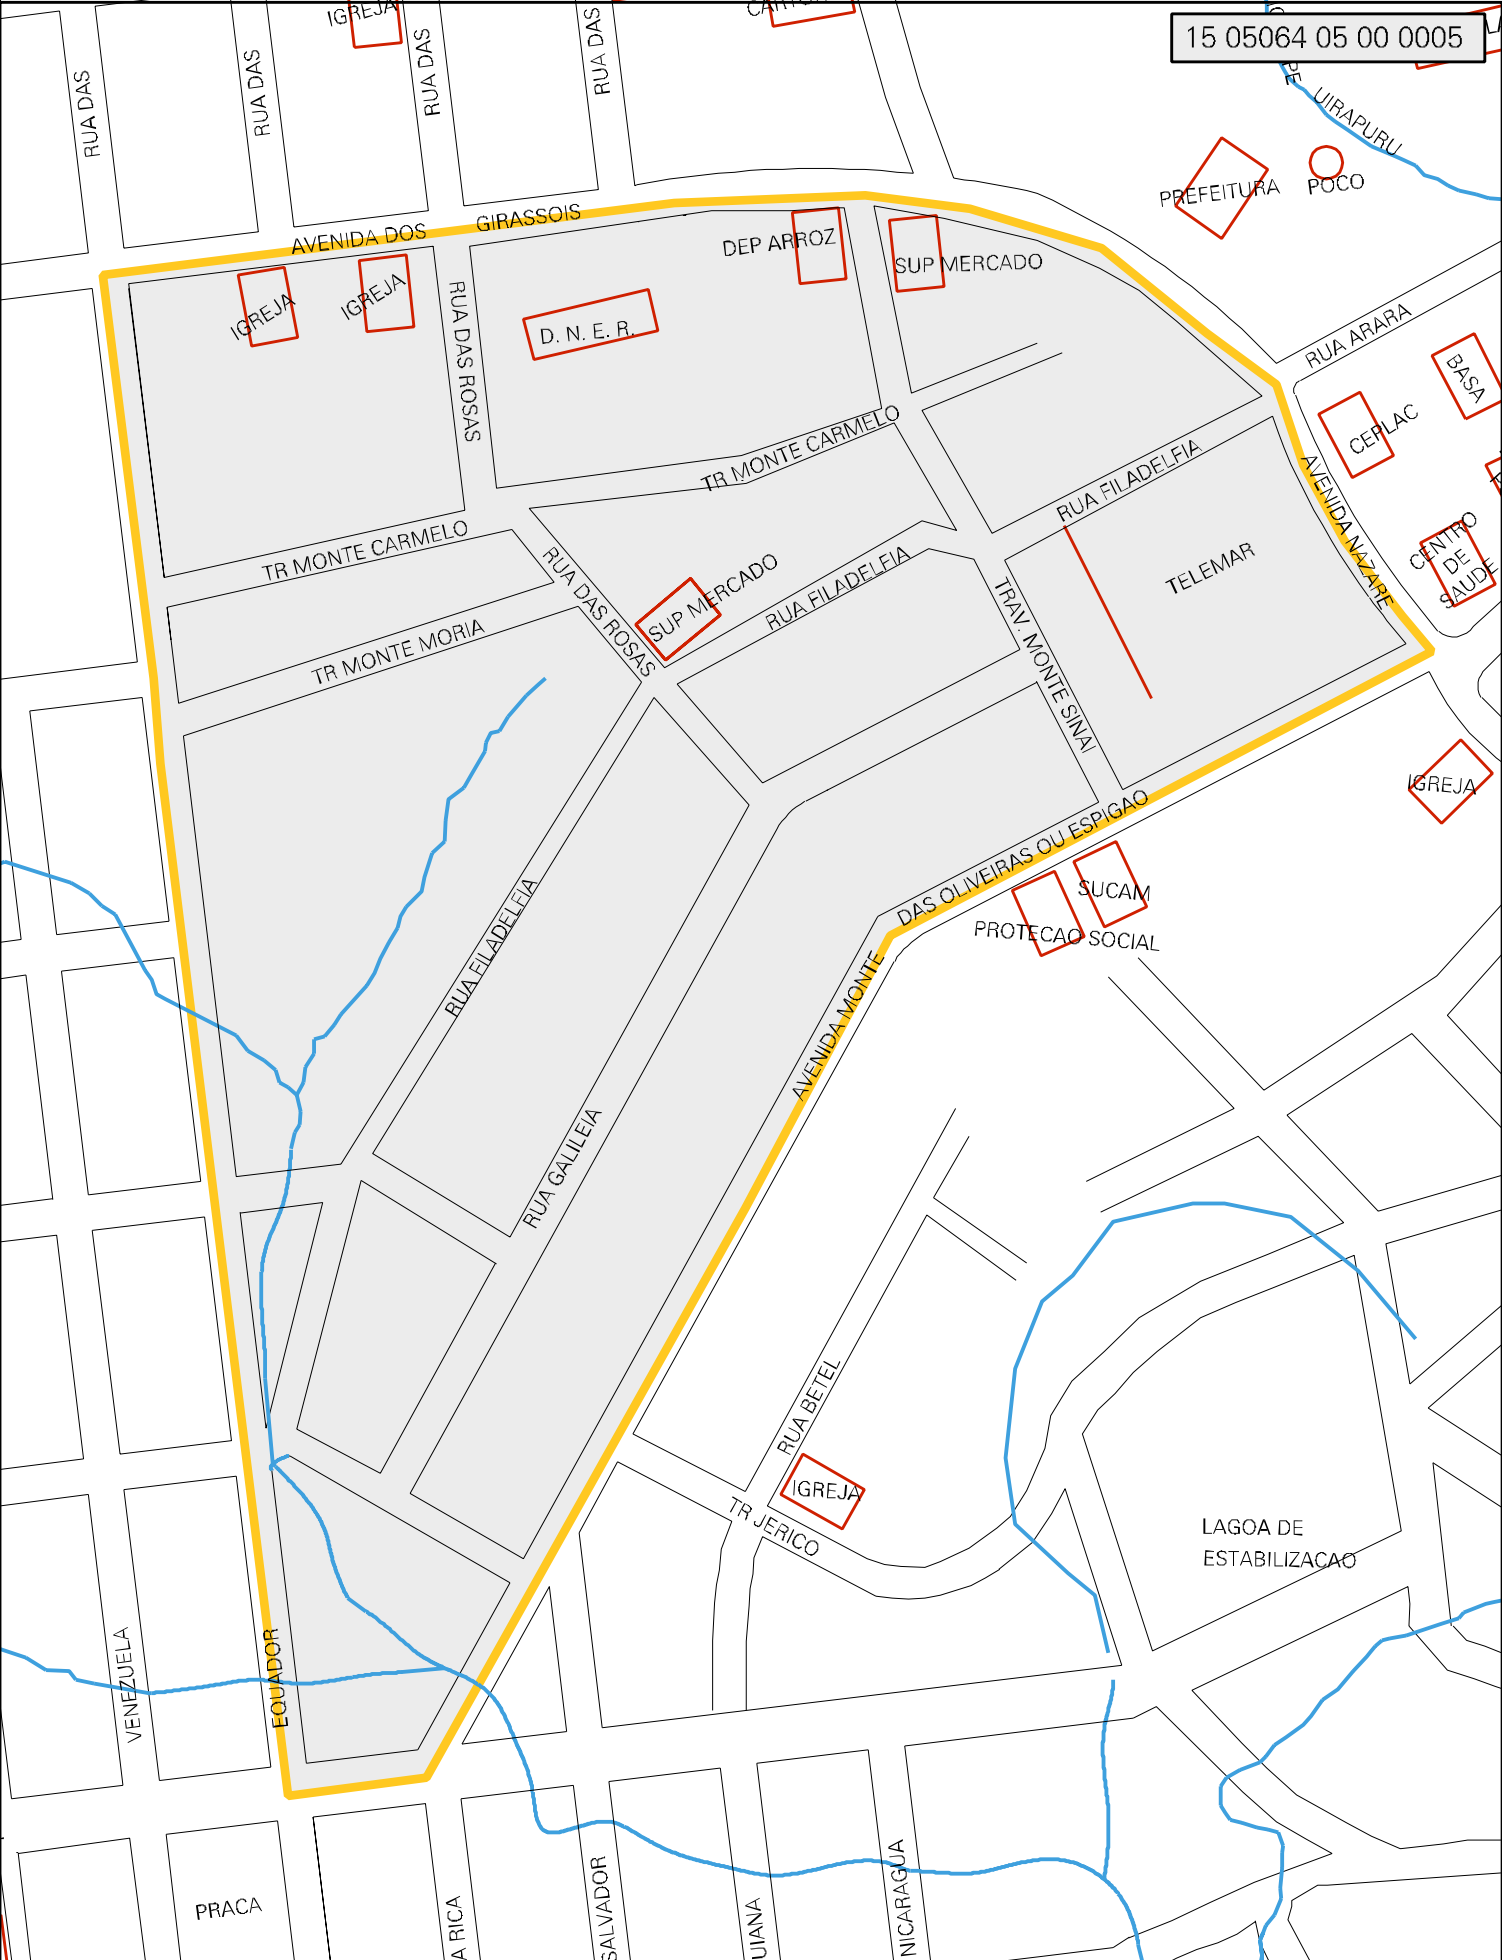 IGREJA
RUA DAS
RUA DAS
RUA DAS
RUA DAS
15 05064 05 00 0005
UIRAPURU
PREFEITURA
POCO
AVENIDA DOS GIRASSOIS
DEP ARROZ
SUP MERCADO
IGREJA
IGREJA
D. N. E. R.
RUA DAS ROSAS
RUA ARARA
BASA
CEPLAC
TR MONTE CARMELO
RUA FILADELFIA
AVENIDA NAZARE
CENTRO
DE
SAUDE
TR MONTE CARMELO
TELEMAR
RUA DAS ROSAS
SUP MERCADO
RUA FILADELFIA
TR MONTE MORIA
TRAV. MONTE SINAI
IGREJA
AVENIDA MONTE DAS OLIVEIRAS OU ESPIGAO
SUCAM
PROTECAO SOCIAL
RUA FILADELFIA
RUA GALILEIA
RUA BETEL
IGREJA
TR JERICO
LAGOA DE
ESTABILIZACAO
VENEZUELA
EQUADOR
PRACA
A RICA
SALVADOR
UIANA
NICARAGUA